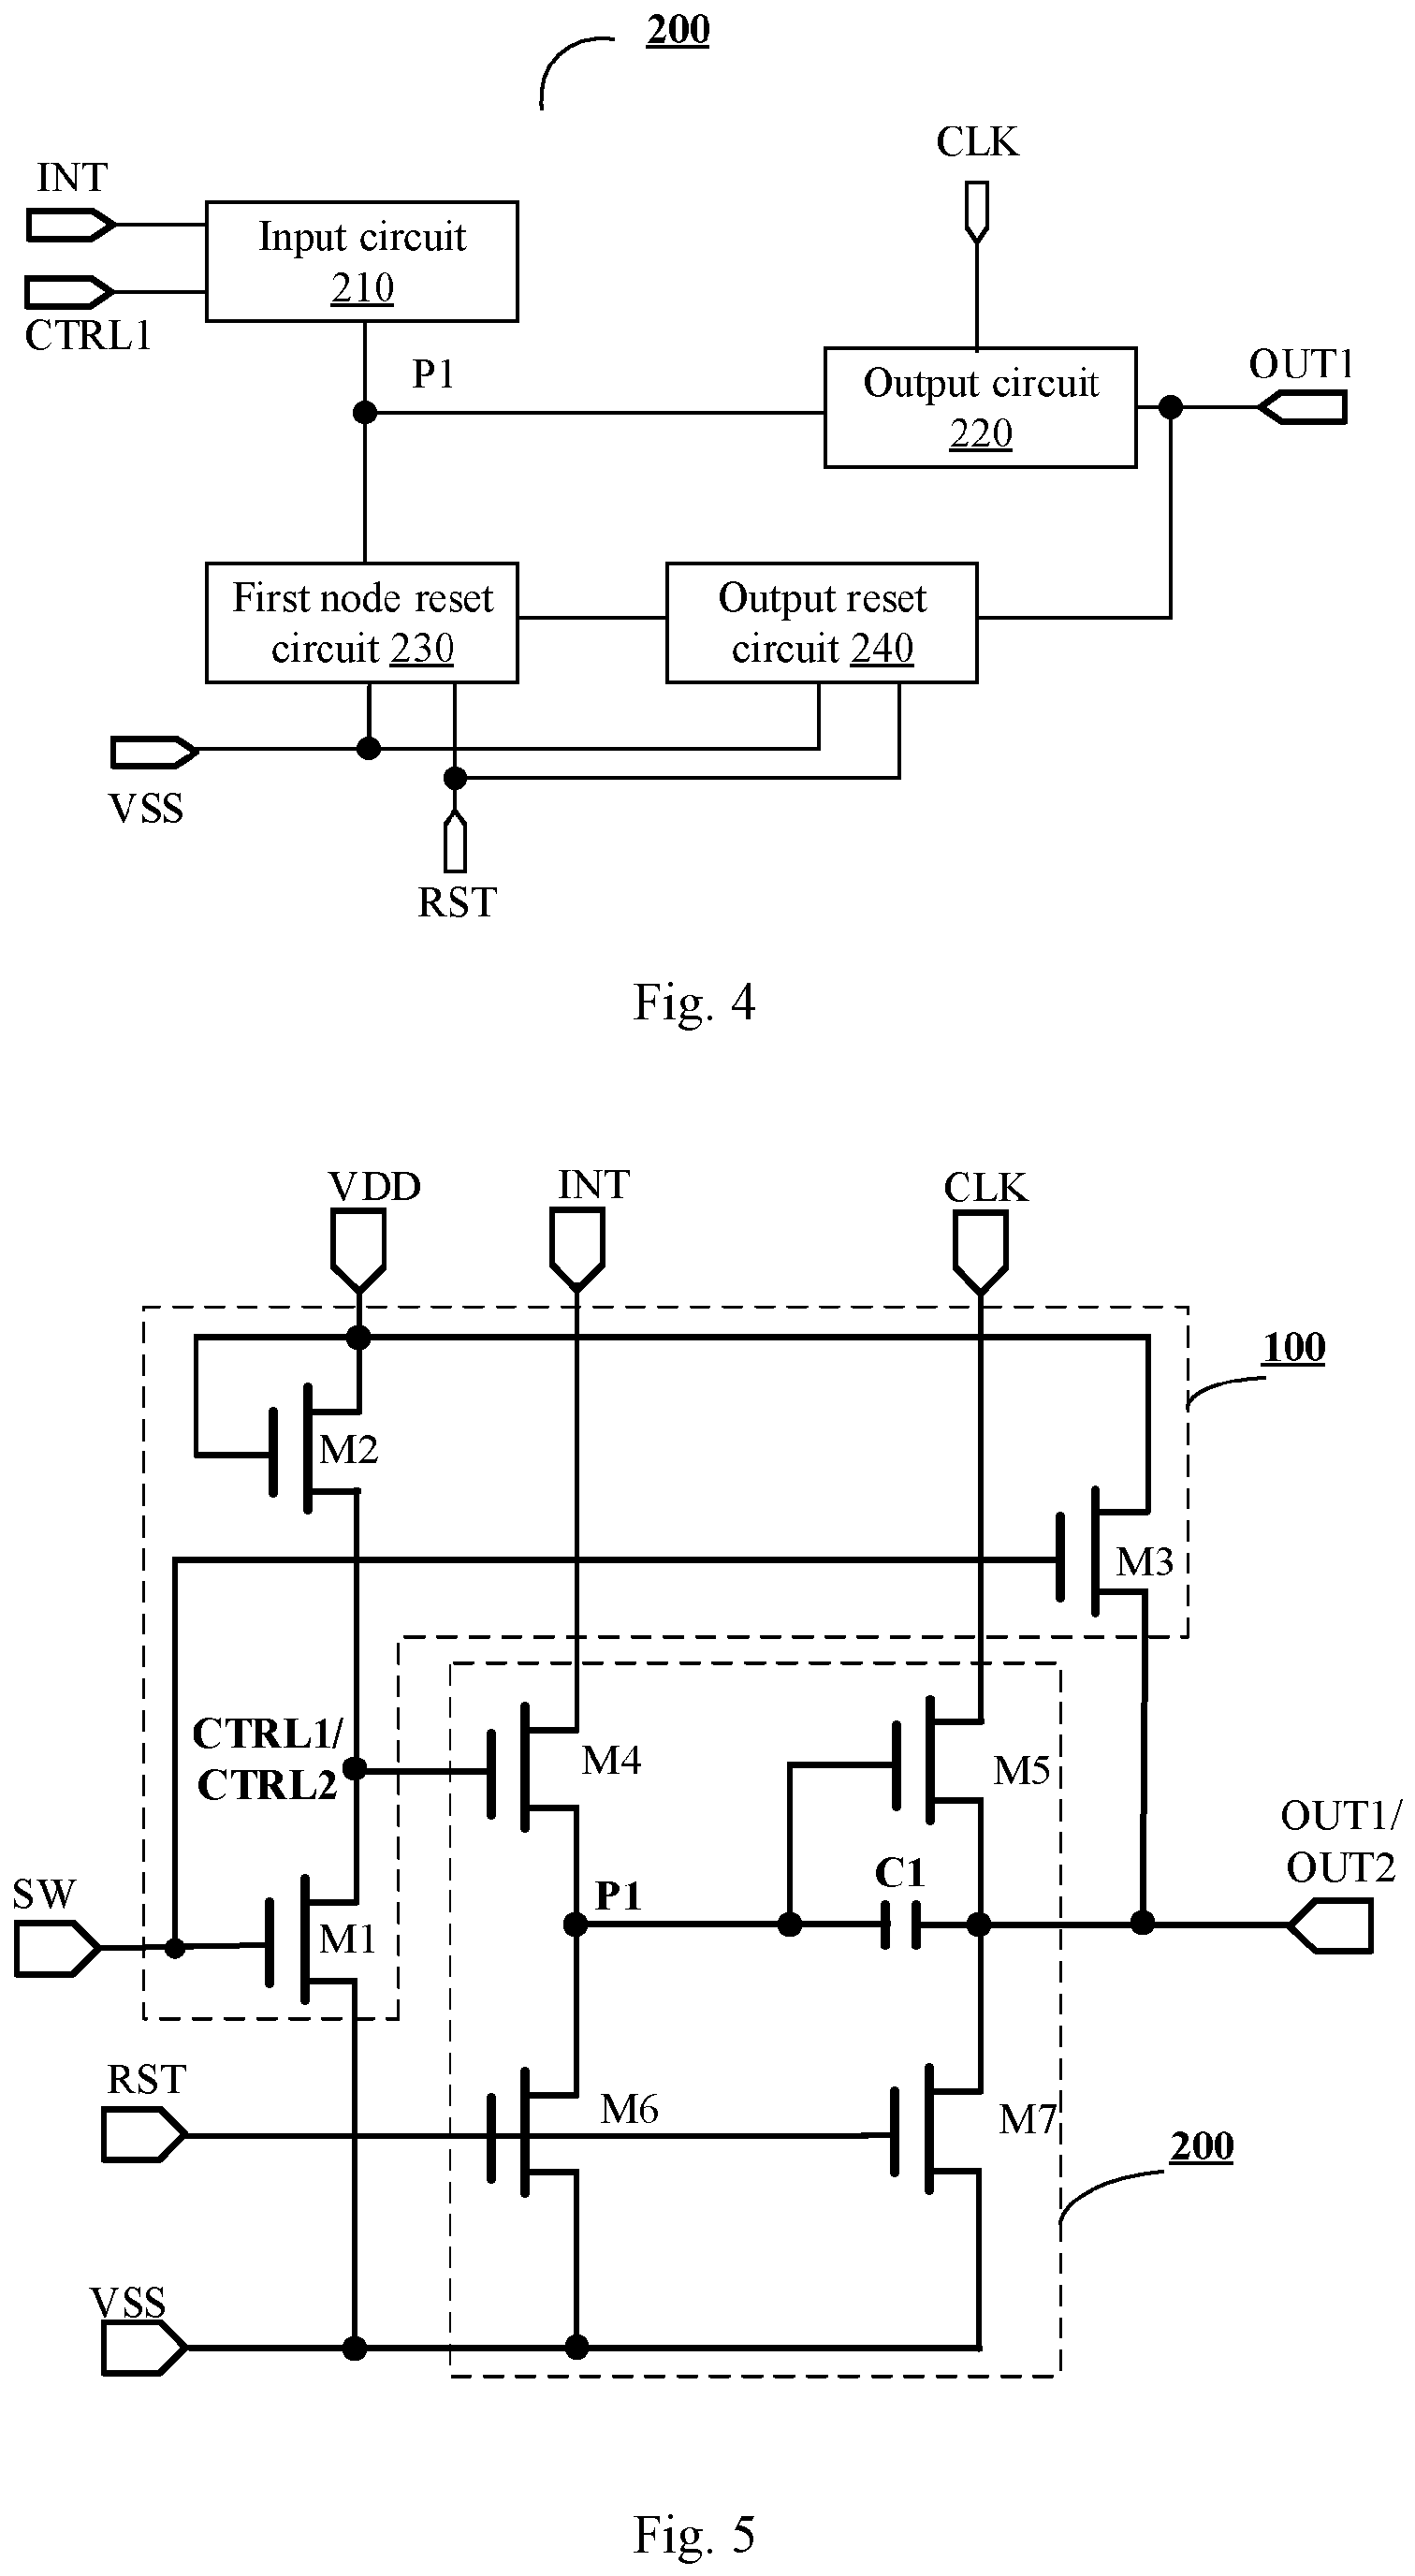 200
CLK
INT
Input circuit
210
CTRL1
P1
Output circuit
220
OUT1
First node reset
circuit 230
Output reset
circuit 240
VSS
RST
Fig. 4
VDD
INT
CLK
100
M2
M3
CTRL1/
CTRL2
M4
M5
OUT1/
OUT2
C1
P1
SW
M1
RST
M6
M7
200
VSS
Fig. 5